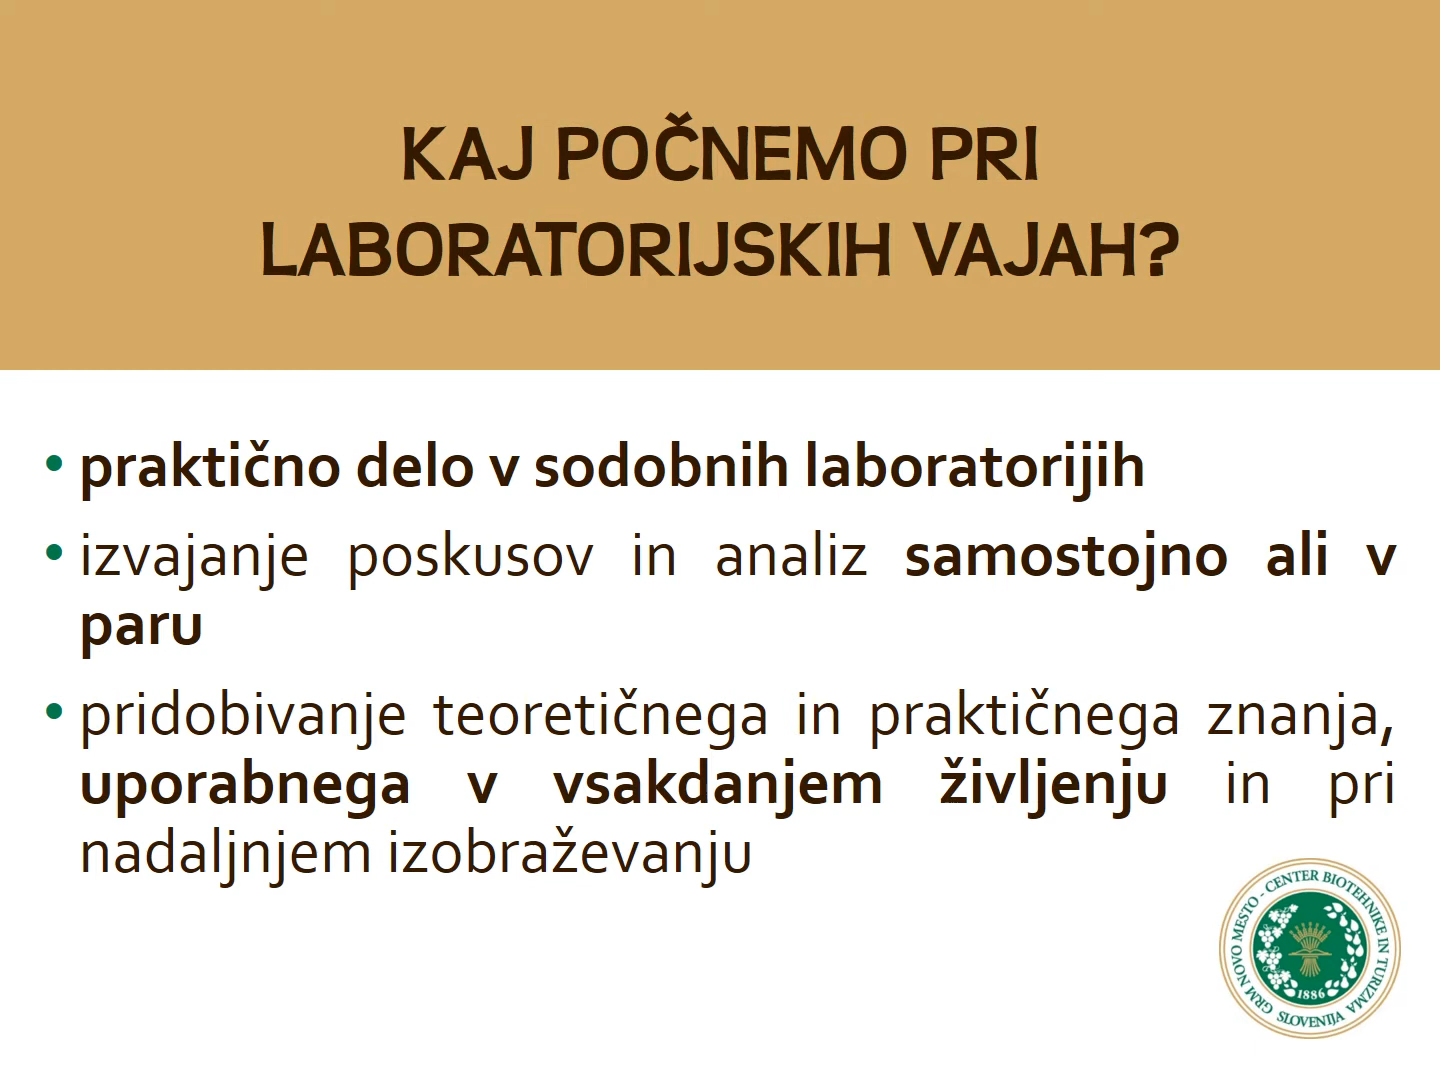 KAJ POČNEMO PRI
LABORATORIJSKIH VAJAH?
• praktično delo v sodobnih laboratorijih
• izvajanje poskusov in analiz samostojno ali v
paru
• pridobivanje teoretičnega in praktičnega znanja,
uporabnega v vsakdanjem življenju in pri
nadaljnjem izobraževanju
GRM NOVO MESTO - CENTER BIOTEHNIKE IN TURIZMA
1886
SLOVENIJA